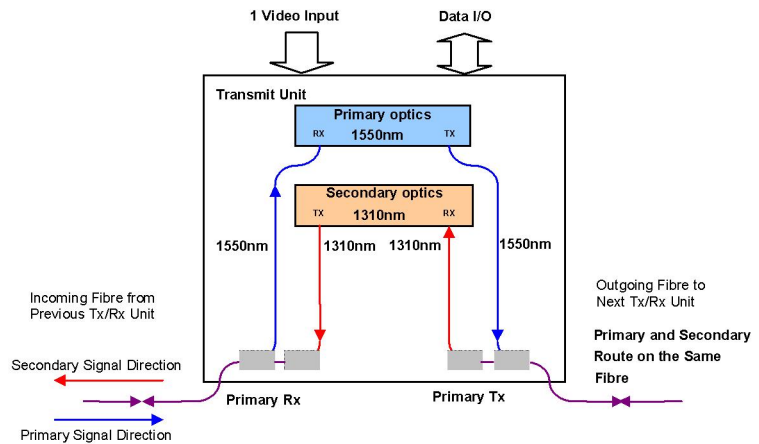 1 Video Input
Data I/O
Transmit Unit
Primary optics
RX 1550nm TX
Secondary optics
TX 1310nm RX
1550nm
1310nm
1310nm
1550nm
Incoming Fibre from
Previous Tx/Rx Unit
Outgoing Fibre to
Next Tx/Rx Unit
Primary and Secondary
Route on the Same
Fibre
Secondary Signal Direction
Primary Signal Direction
Primary Rx
Primary Tx